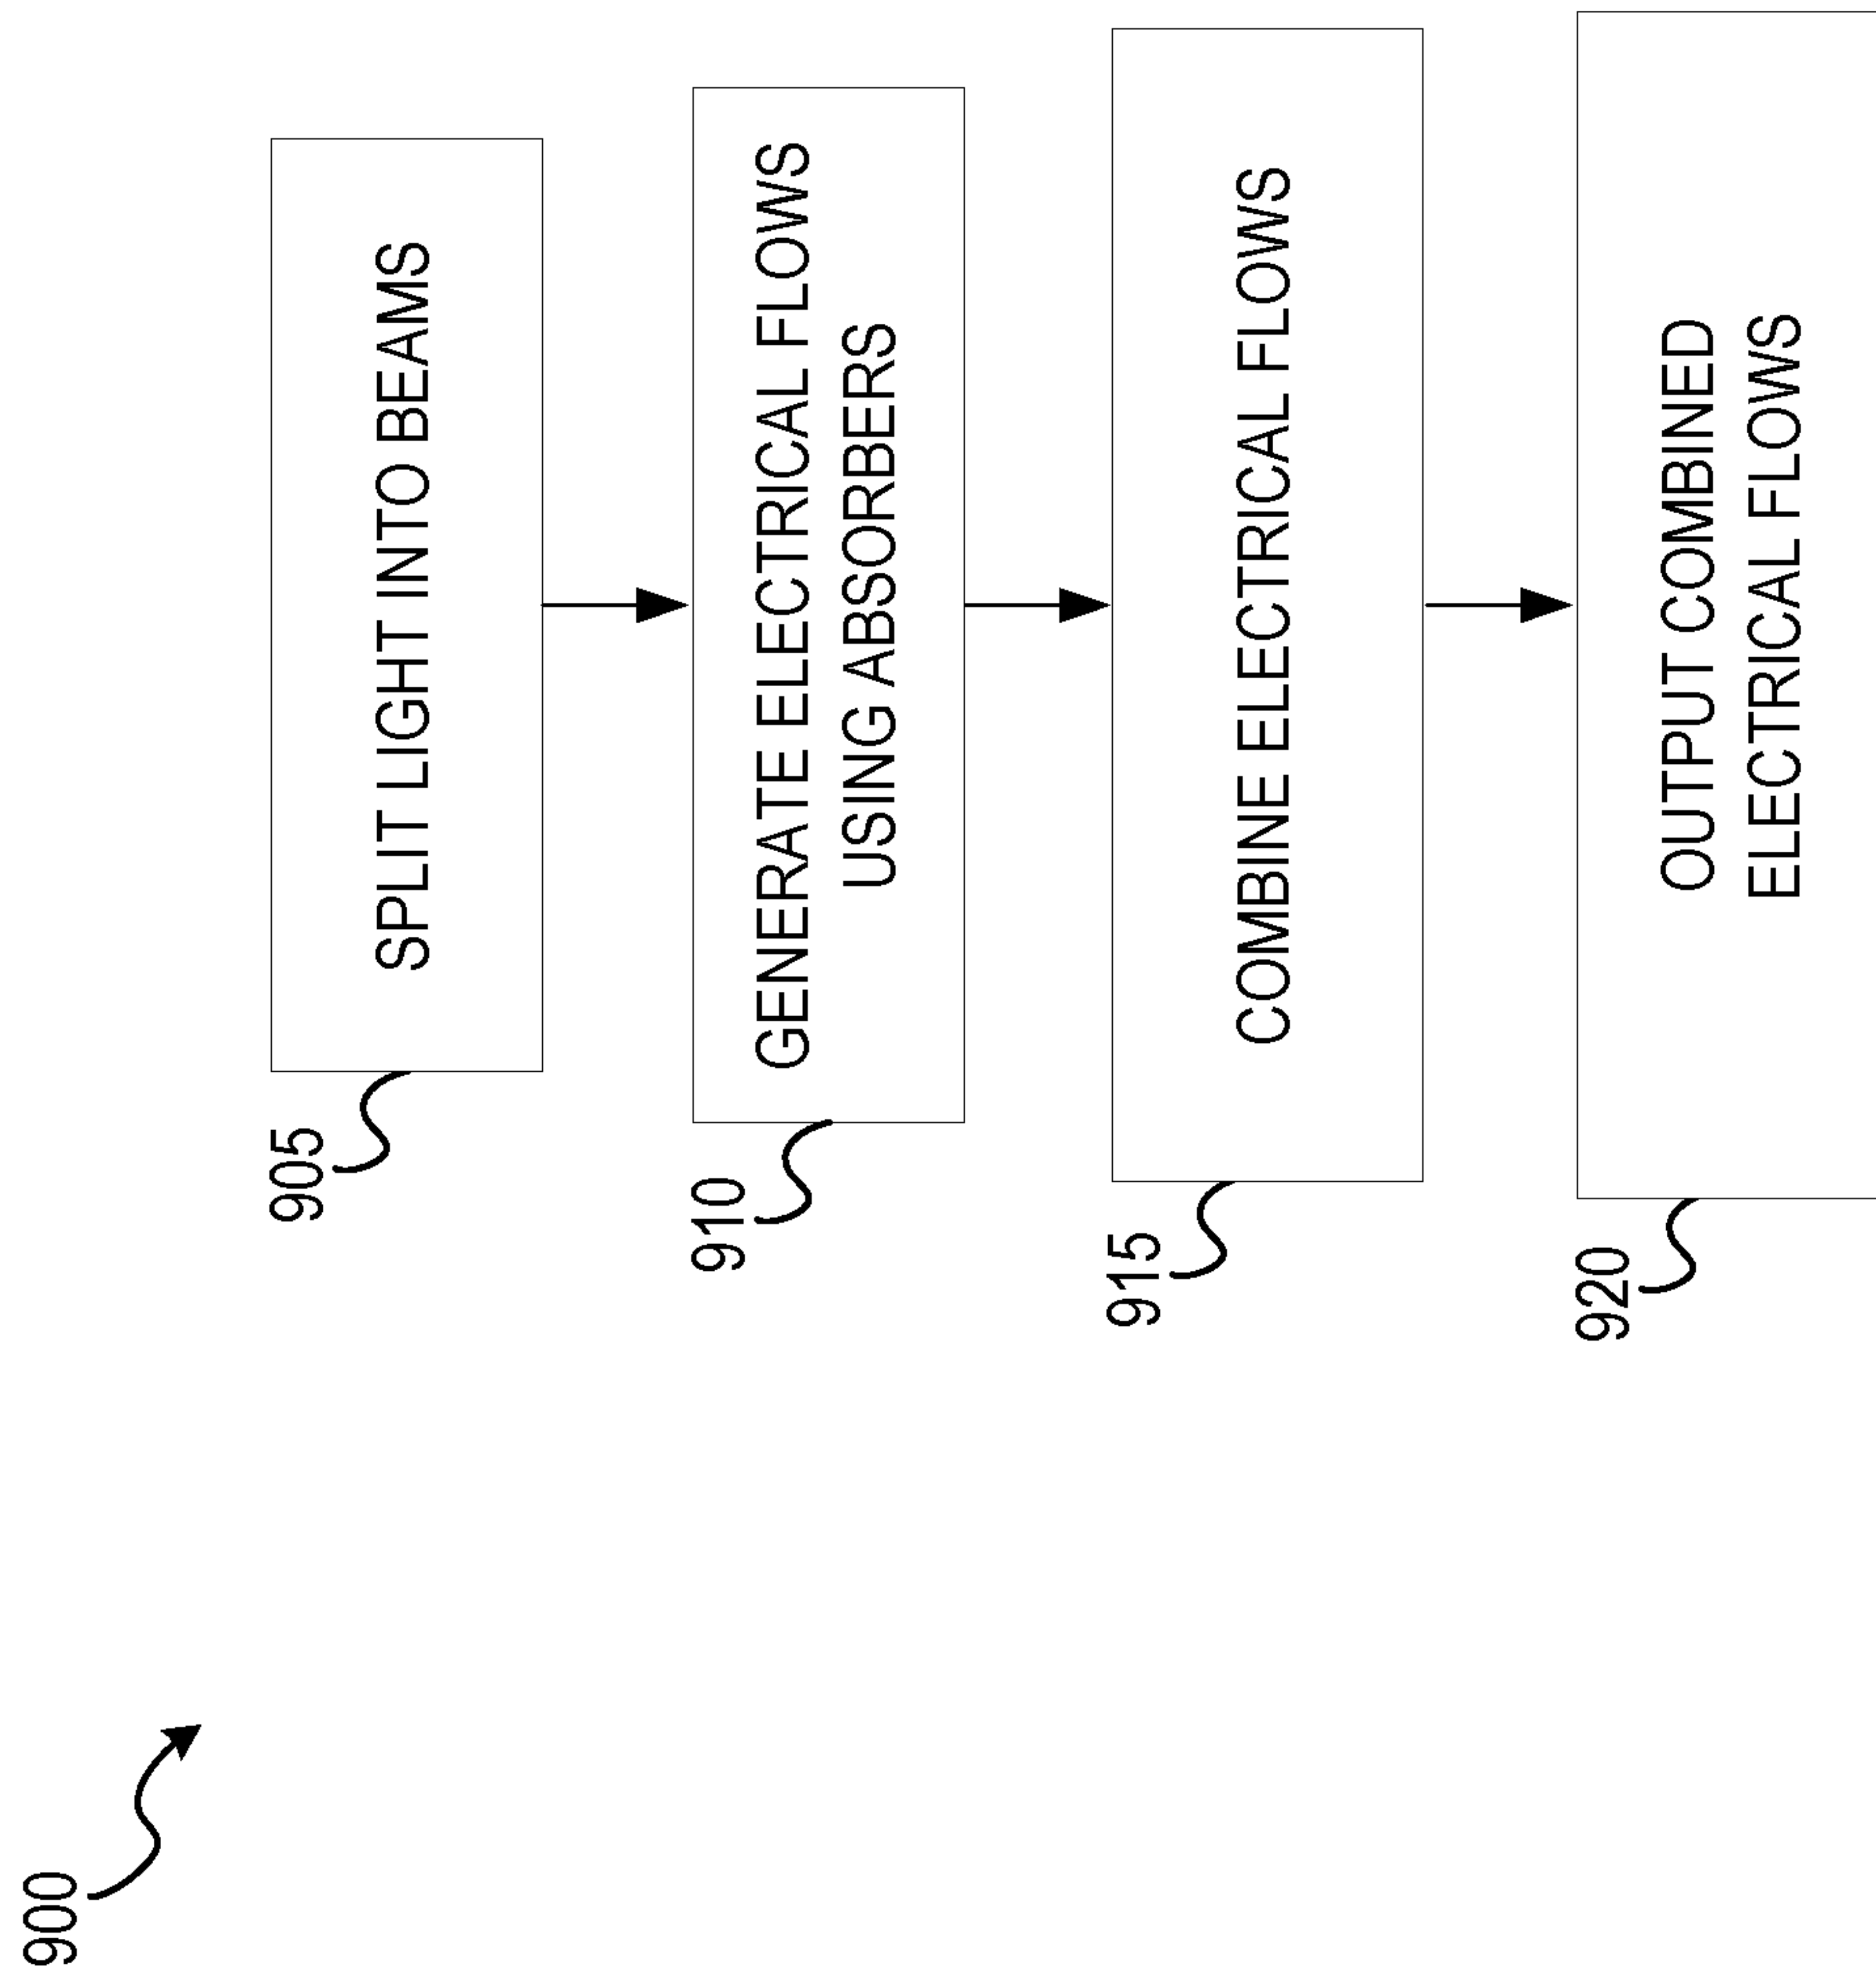 900
905
SPLIT LIGHT INTO BEAMS
910
GENERATE ELECTRICAL FLOWS
USING ABSORBERS
915
COMBINE ELECTRICAL FLOWS
920
OUTPUT COMBINED
ELECTRICAL FLOWS